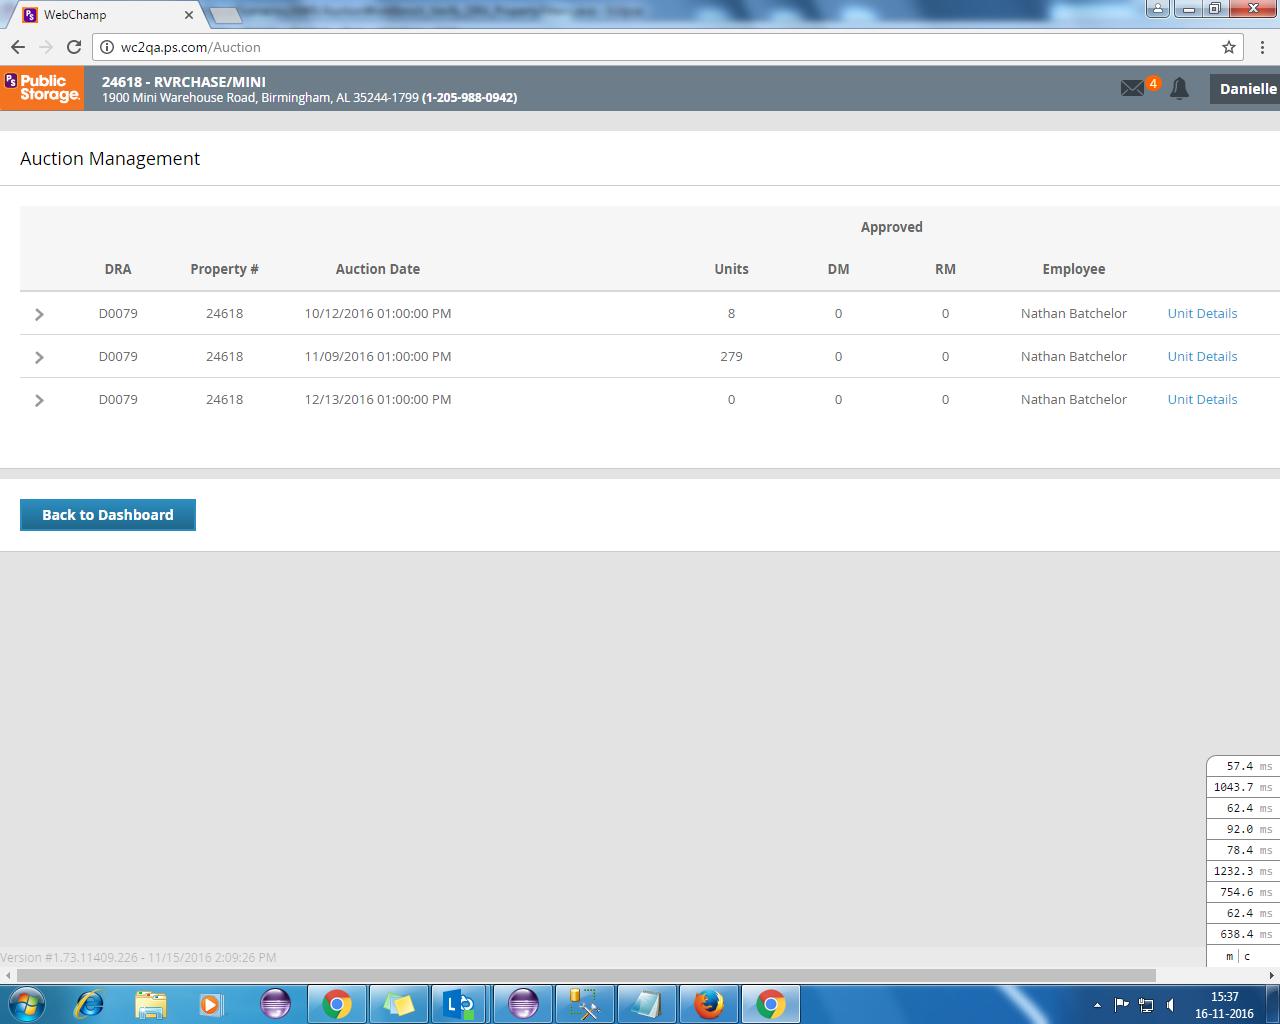 WebChamp
wc2qa.ps.com/Auction
Public Storage.
24618 - RVRCHASE/MINI
1900 Mini Warehouse Road, Birmingham, AL 35244-1799 (1-205-988-0942)
4
Danielle
Auction Management
Approved
DRA Property # Auction Date Units DM RM Employee
D0079 24618 10/12/2016 01:00:00 PM 8 0 0 Nathan Batchelor Unit Details
D0079 24618 11/09/2016 01:00:00 PM 279 0 0 Nathan Batchelor Unit Details
D0079 24618 12/13/2016 01:00:00 PM 0 0 0 Nathan Batchelor Unit Details
Back to Dashboard
57.4 ms
1043.7 ms
62.4 ms
92.0 ms
78.4 ms
1232.3 ms
754.6 ms
62.4 ms
638.4 ms
m | c
Version #1.73.11409.226 - 11/15/2016 2:09:26 PM
15:37
16-11-2016